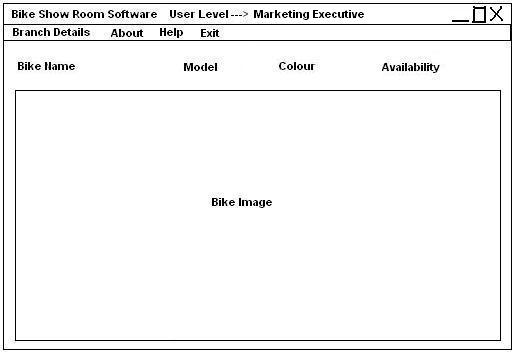 Bike Show Room Software User Level ---> Marketing Executive
Branch Details About Help Exit
Bike Name Model Colour Availability
Bike Image